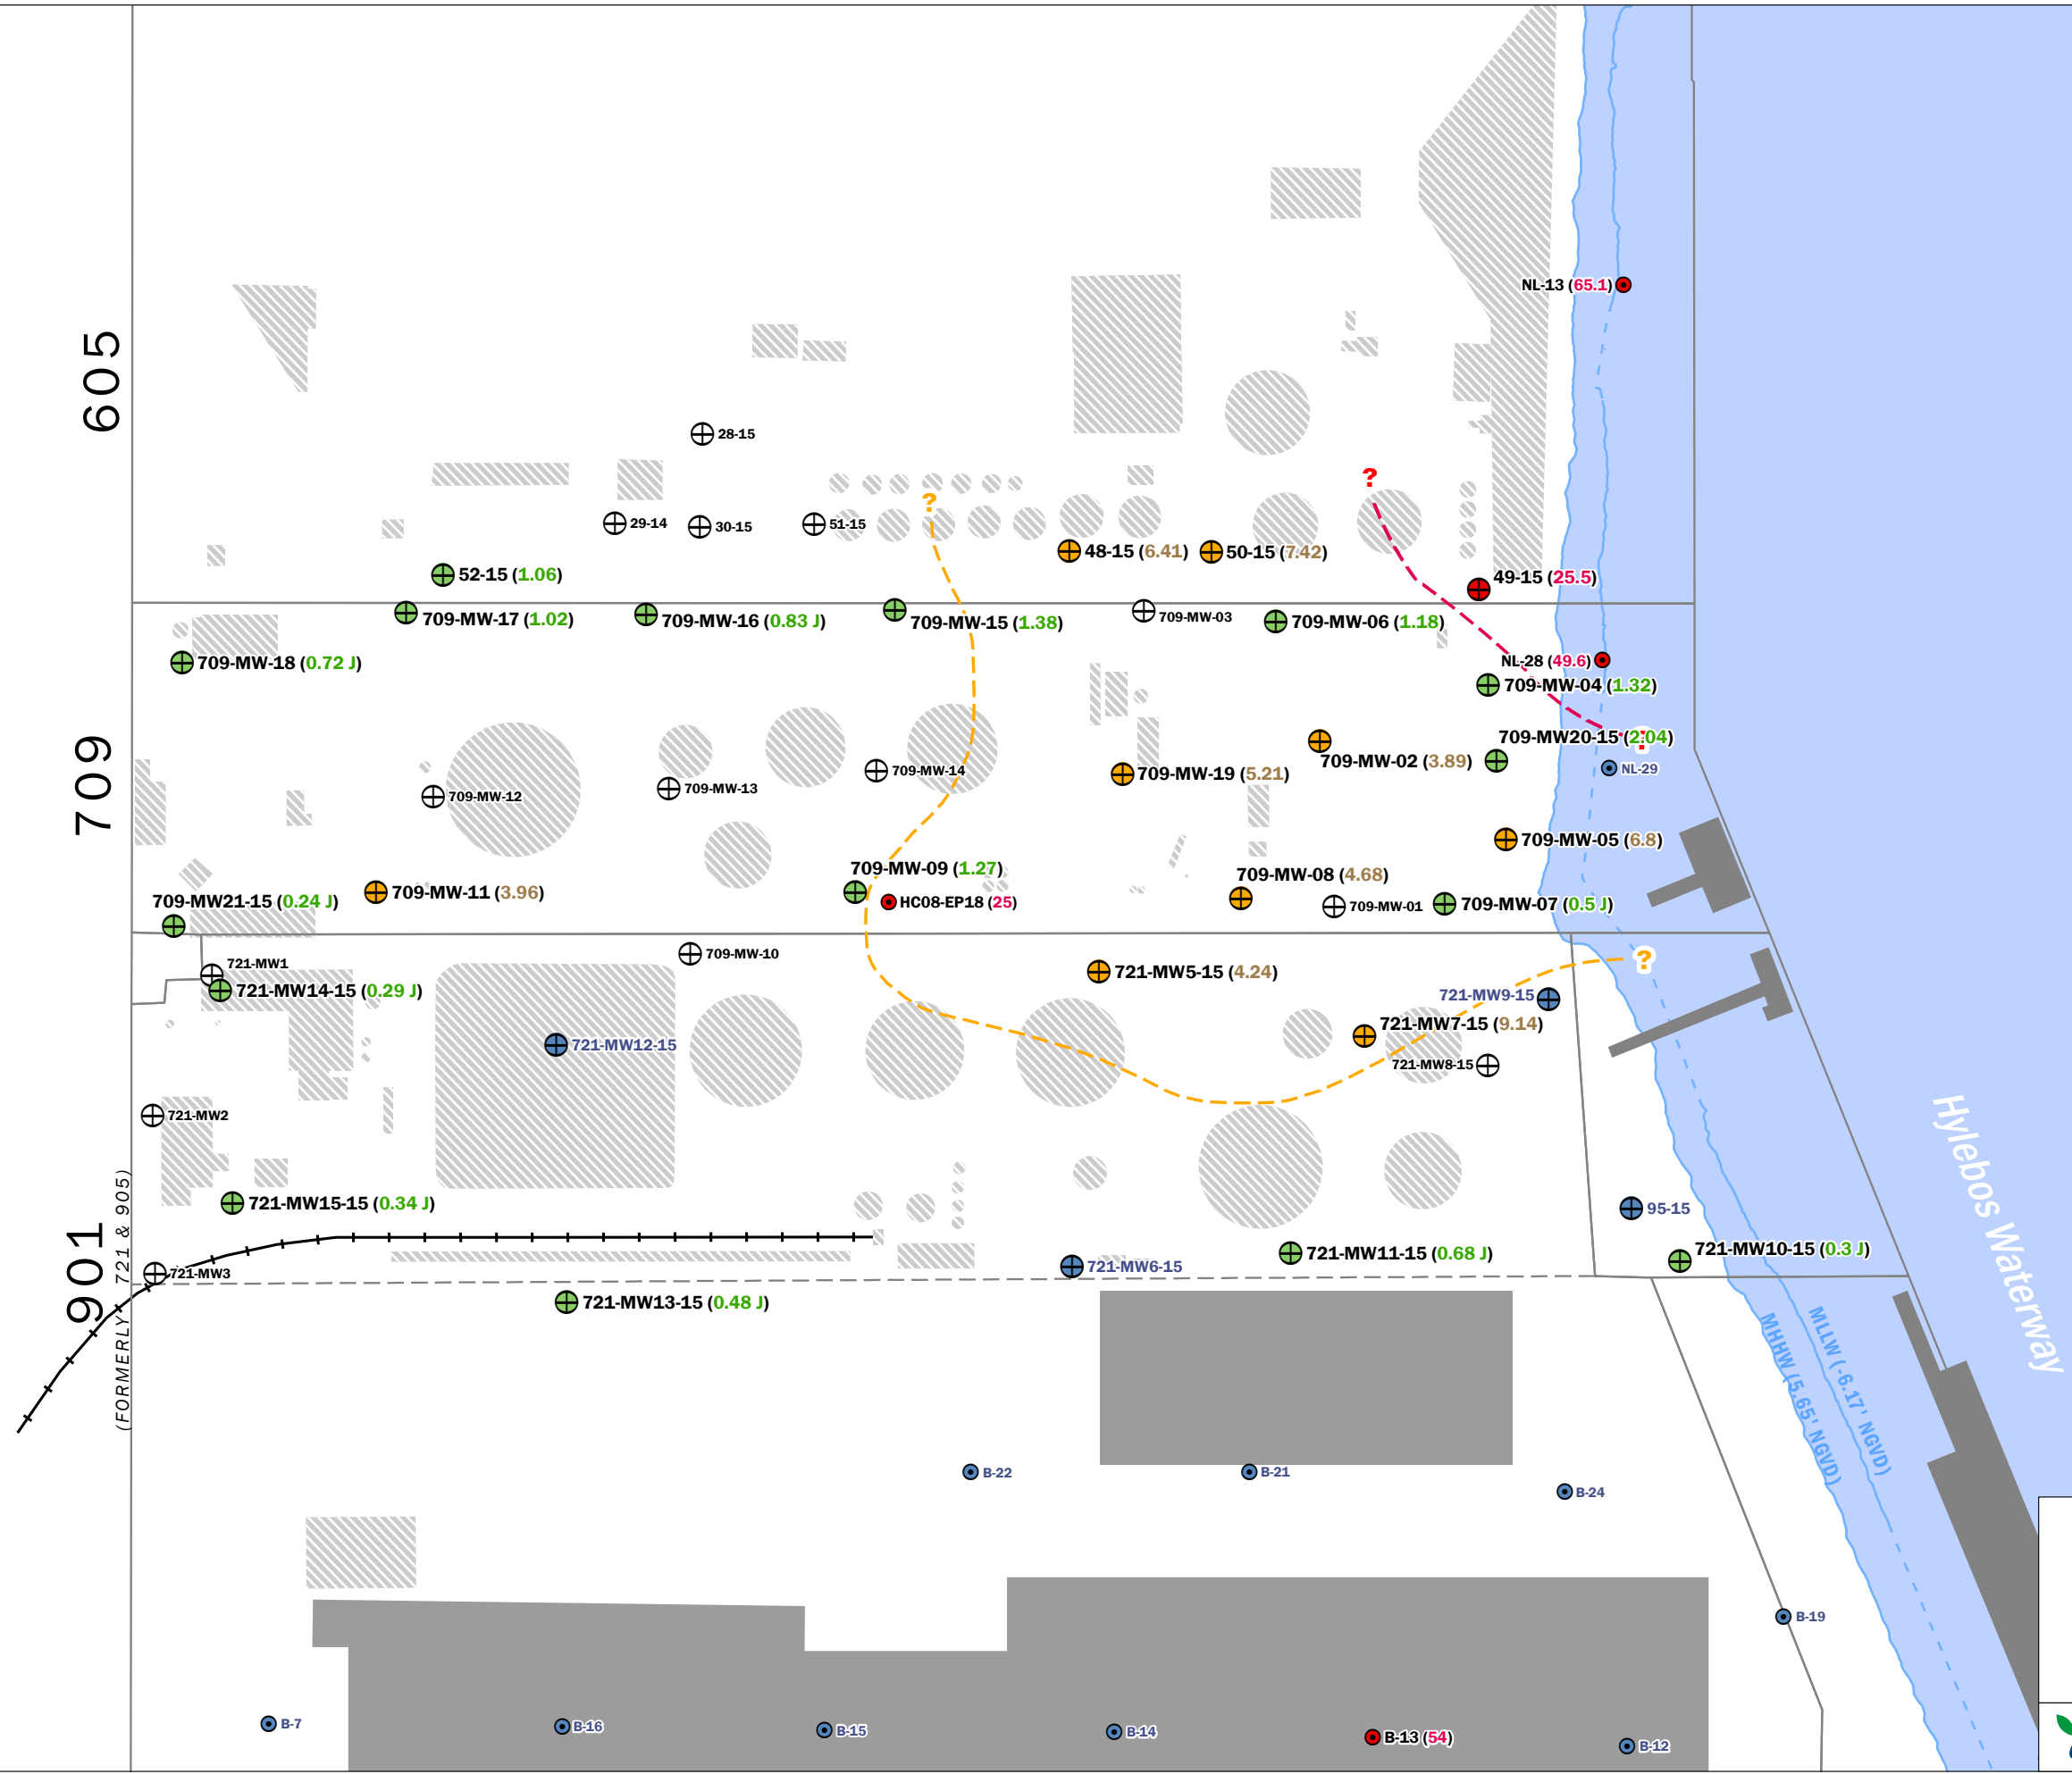 605
NL-13 (65.1)
28-15
29-14
30-15
51-15
?
?
48-15 (6.41)
50-15 (7.42)
52-15 (1.06)
49-15 (25.5)
709-MW-17 (1.02)
709-MW-16 (0.83 J)
709-MW-15 (1.38)
709-MW-03
709-MW-06 (1.18)
709-MW-18 (0.72 J)
NL-28 (49.6)
709-MW-04 (1.32)
709
709-MW20-15 (2.04)
?
709-MW-02 (3.89)
NL-29
709-MW-14
709-MW-19 (5.21)
709-MW-12
709-MW-13
709-MW-05 (6.8)
709-MW-09 (1.27)
709-MW-08 (4.68)
709-MW-11 (3.96)
709-MW21-15 (0.24 J)
HC08-EP18 (25)
709-MW-01
709-MW-07 (0.5 J)
709-MW-10
721-MW1
?
721-MW5-15 (4.24)
721-MW14-15 (0.29 J)
721-MW9-15
721-MW7-15 (9.14)
721-MW12-15
721-MW8-15
721-MW2
Hylebos Waterway
901
(FORMERLY 721 & 905)
721-MW15-15 (0.34 J)
95-15
721-MW11-15 (0.68 J)
721-MW10-15 (0.3 J)
721-MW3
721-MW6-15
721-MW13-15 (0.48 J)
MHHW (5.65' NGVD)
MLLW (-6.17' NGVD)
B-22
B-21
B-24
B-19
B-7
B-16
B-15
B-14
B-13 (54)
B-12